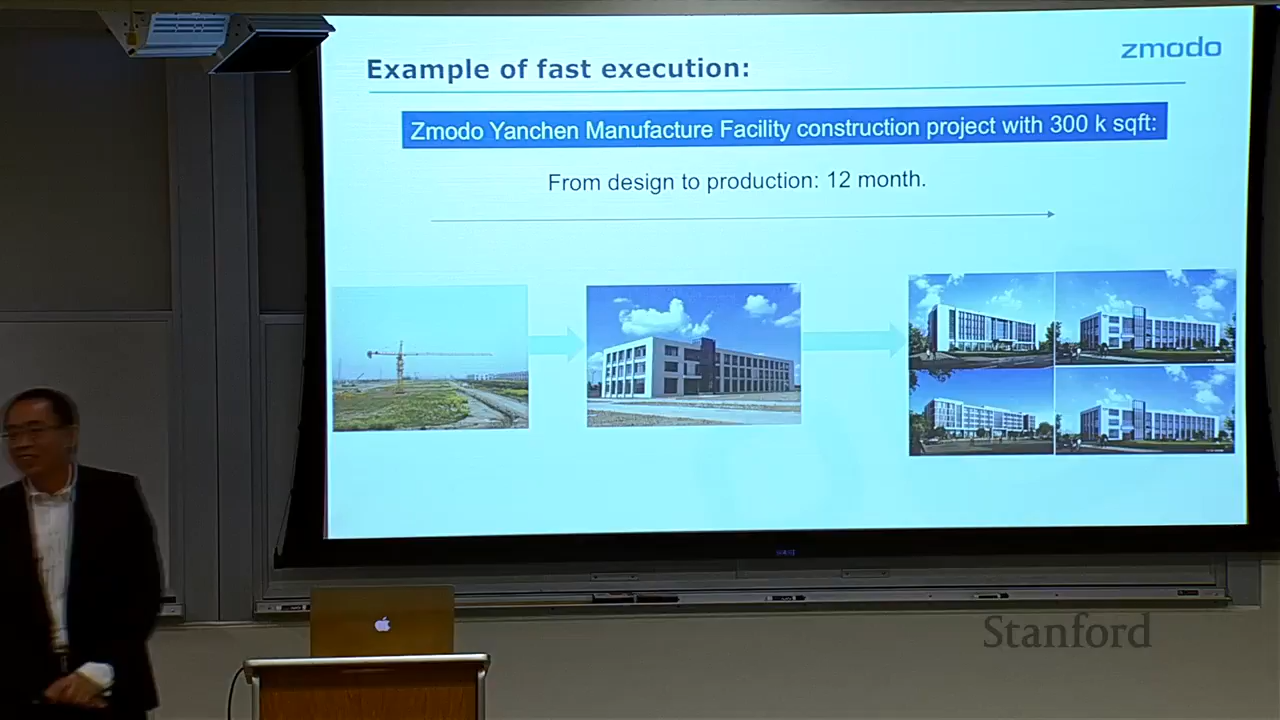 zmodo
Example of fast execution:
Zmodo Yanchen Manufacture Facility construction project with 300 k sqft:
From design to production: 12 month.
Stanford